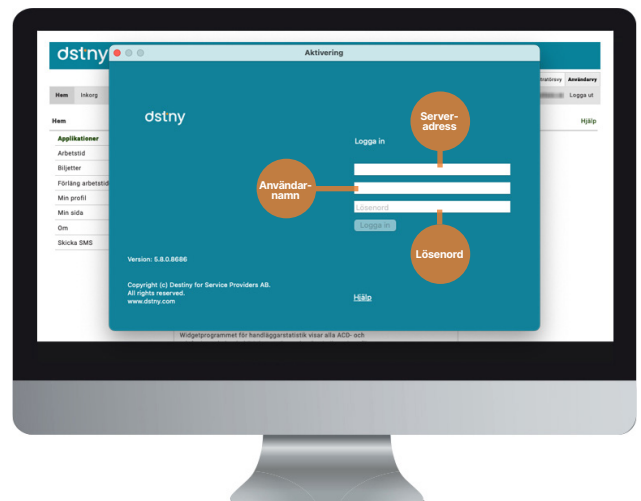 dstny
Aktivering
Användarvy
Hem Inkorg
Logga ut
Hem
Hjälp
Applikationer
Arbetstid
Biljetter
Förläng arbetstid
Min profil
Min sida
Om
Skicka SMS
dstny
Server-
adress
Logga in
Användar-
namn
Lösenord
Logga in
Lösenord
Version: 5.8.0.8686
Copyright (c) Destiny for Service Providers AB.
All rights reserved.
www.dstny.com
Hjälp
Widgetprogrammet för handläggarstatistik visar alla ACD- och